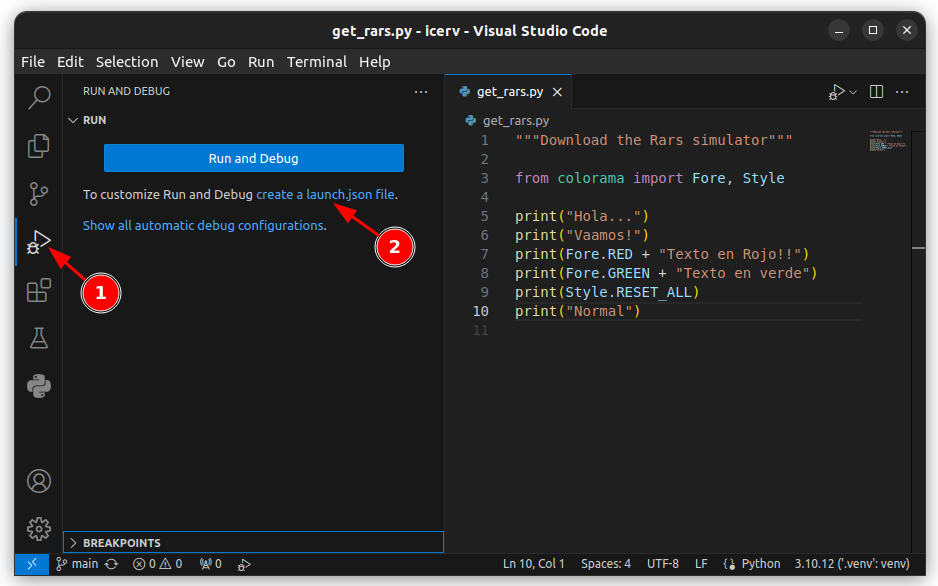 get_rars.py - icerv - Visual Studio Code
File Edit Selection View Go Run Terminal Help
RUN AND DEBUG
RUN
Run and Debug
To customize Run and Debug create a launch.json file.
Show all automatic debug configurations.
1
2
BREAKPOINTS
get_rars.py
get_rars.py
1 """Download the Rars simulator"""
2
3 from colorama import Fore, Style
4
5 print("Hola...")
6 print("Vaamos!")
7 print(Fore.RED + "Texto en Rojo!!")
8 print(Fore.GREEN + "Texto en verde")
9 print(Style.RESET_ALL)
10 print("Normal")
11
main 0 0 0 Ln 10, Col 1 Spaces: 4 UTF-8 LF Python 3.10.12 ('.venv': venv)